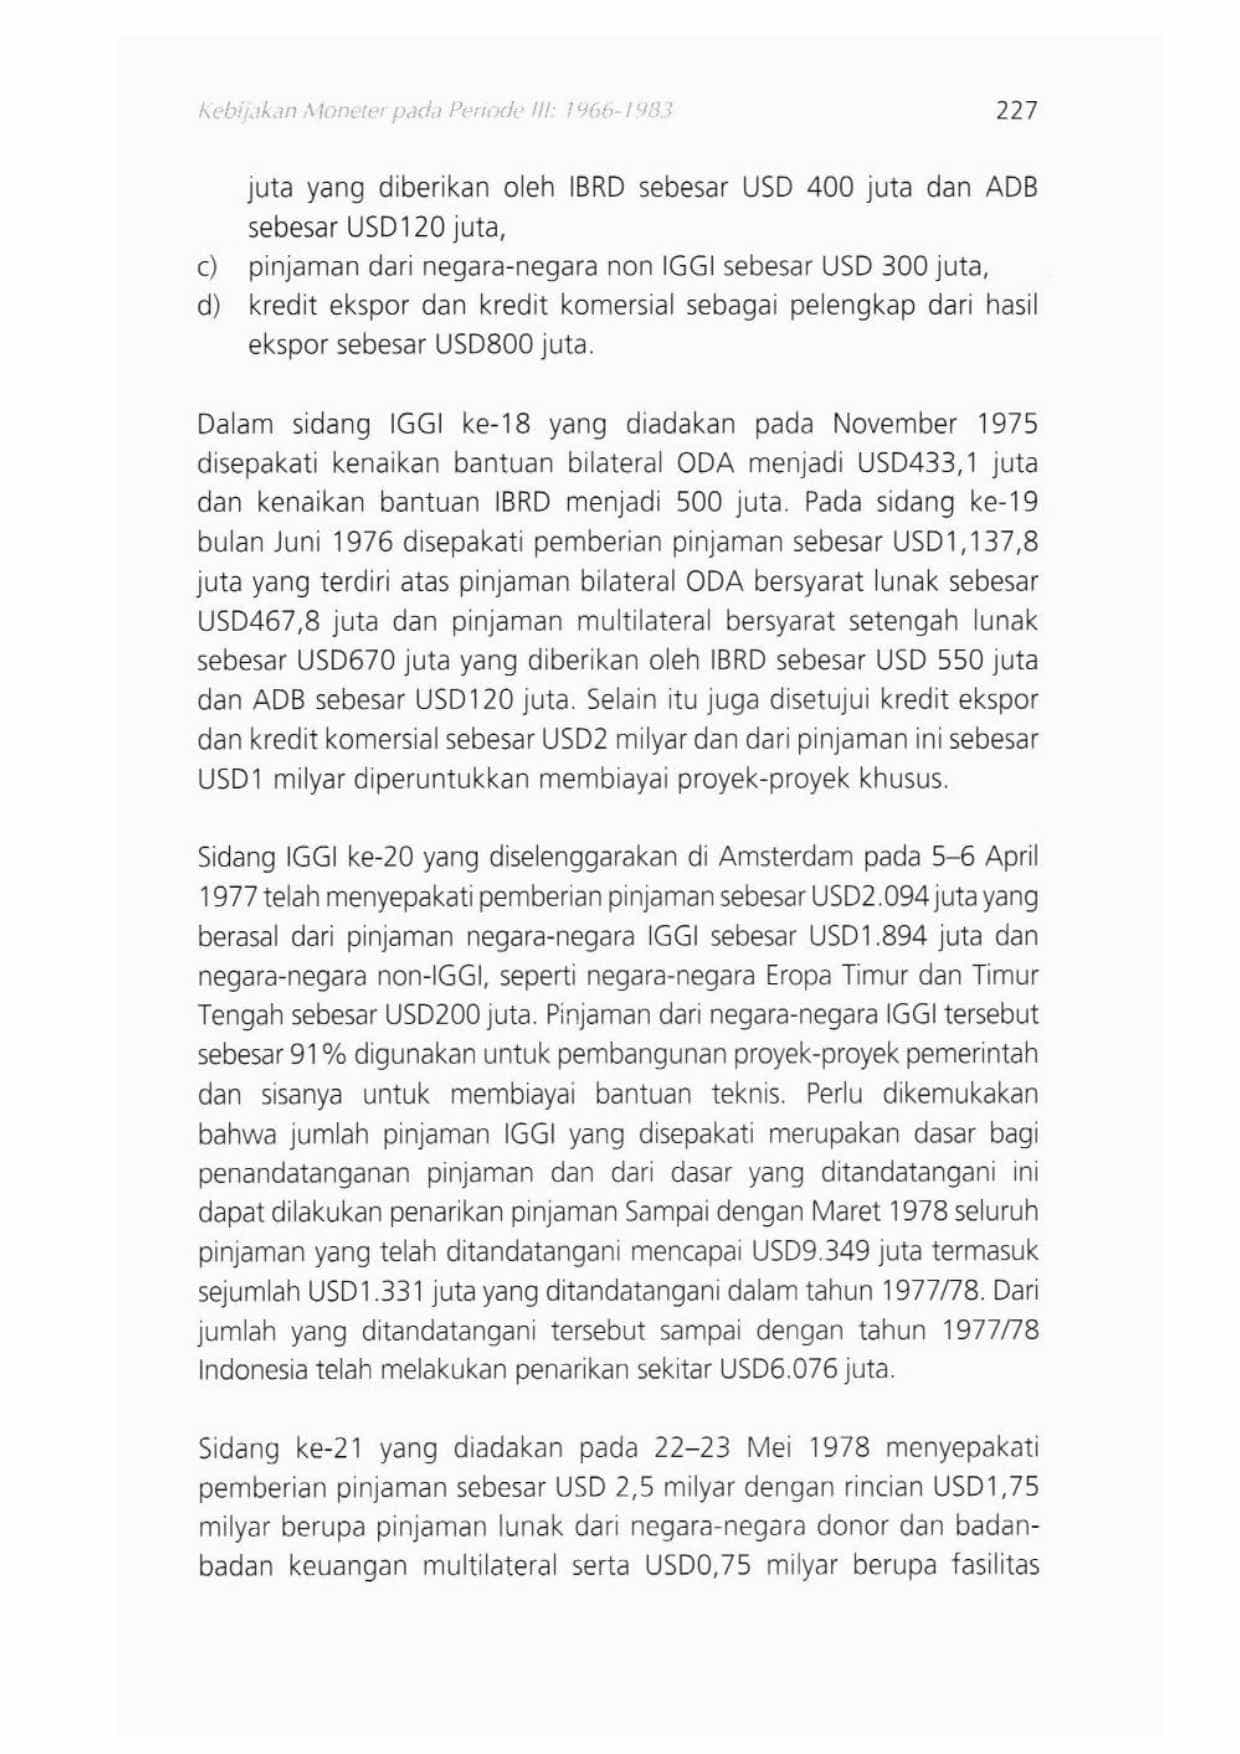 Kebijakan Moneter pada Periode III: 1966-1983 227
juta yang diberikan oleh IBRD sebesar USD 400 juta dan ADB
sebesar USD120 juta,
c) pinjaman dari negara-negara non IGGI sebesar USD 300 juta,
d) kredit ekspor dan kredit komersial sebagai pelengkap dari hasil
ekspor sebesar USD800 juta.
Dalam sidang IGGI ke-18 yang diadakan pada November 1975
disepakati kenaikan bantuan bilateral ODA menjadi USD433,1 juta
dan kenaikan bantuan IBRD menjadi 500 juta. Pada sidang ke-19
bulan Juni 1976 disepakati pemberian pinjaman sebesar USD1,137,8
juta yang terdiri atas pinjaman bilateral ODA bersyarat lunak sebesar
USD467,8 juta dan pinjaman multilateral bersyarat setengah lunak
sebesar USD670 juta yang diberikan oleh IBRD sebesar USD 550 juta
dan ADB sebesar USD120 juta. Selain itu juga disetujui kredit ekspor
dan kredit komersial sebesar USD2 milyar dan dari pinjaman ini sebesar
USD1 milyar diperuntukkan membiayai proyek-proyek khusus.
Sidang IGGI ke-20 yang diselenggarakan di Amsterdam pada 5–6 April
1977 telah menyepakati pemberian pinjaman sebesar USD2.094 juta yang
berasal dari pinjaman negara-negara IGGI sebesar USD1.894 juta dan
negara-negara non-IGGI, seperti negara-negara Eropa Timur dan Timur
Tengah sebesar USD200 juta. Pinjaman dari negara-negara IGGI tersebut
sebesar 91% digunakan untuk pembangunan proyek-proyek pemerintah
dan sisanya untuk membiayai bantuan teknis. Perlu dikemukakan
bahwa jumlah pinjaman IGGI yang disepakati merupakan dasar bagi
penandatanganan pinjaman dan dari dasar yang ditandatangani ini
dapat dilakukan penarikan pinjaman Sampai dengan Maret 1978 seluruh
pinjaman yang telah ditandatangani mencapai USD9.349 juta termasuk
sejumlah USD1.331 juta yang ditandatangani dalam tahun 1977/78. Dari
jumlah yang ditandatangani tersebut sampai dengan tahun 1977/78
Indonesia telah melakukan penarikan sekitar USD6.076 juta.
Sidang ke-21 yang diadakan pada 22–23 Mei 1978 menyepakati
pemberian pinjaman sebesar USD 2,5 milyar dengan rincian USD1,75
milyar berupa pinjaman lunak dari negara-negara donor dan badan-
badan keuangan multilateral serta USD0,75 milyar berupa fasilitas